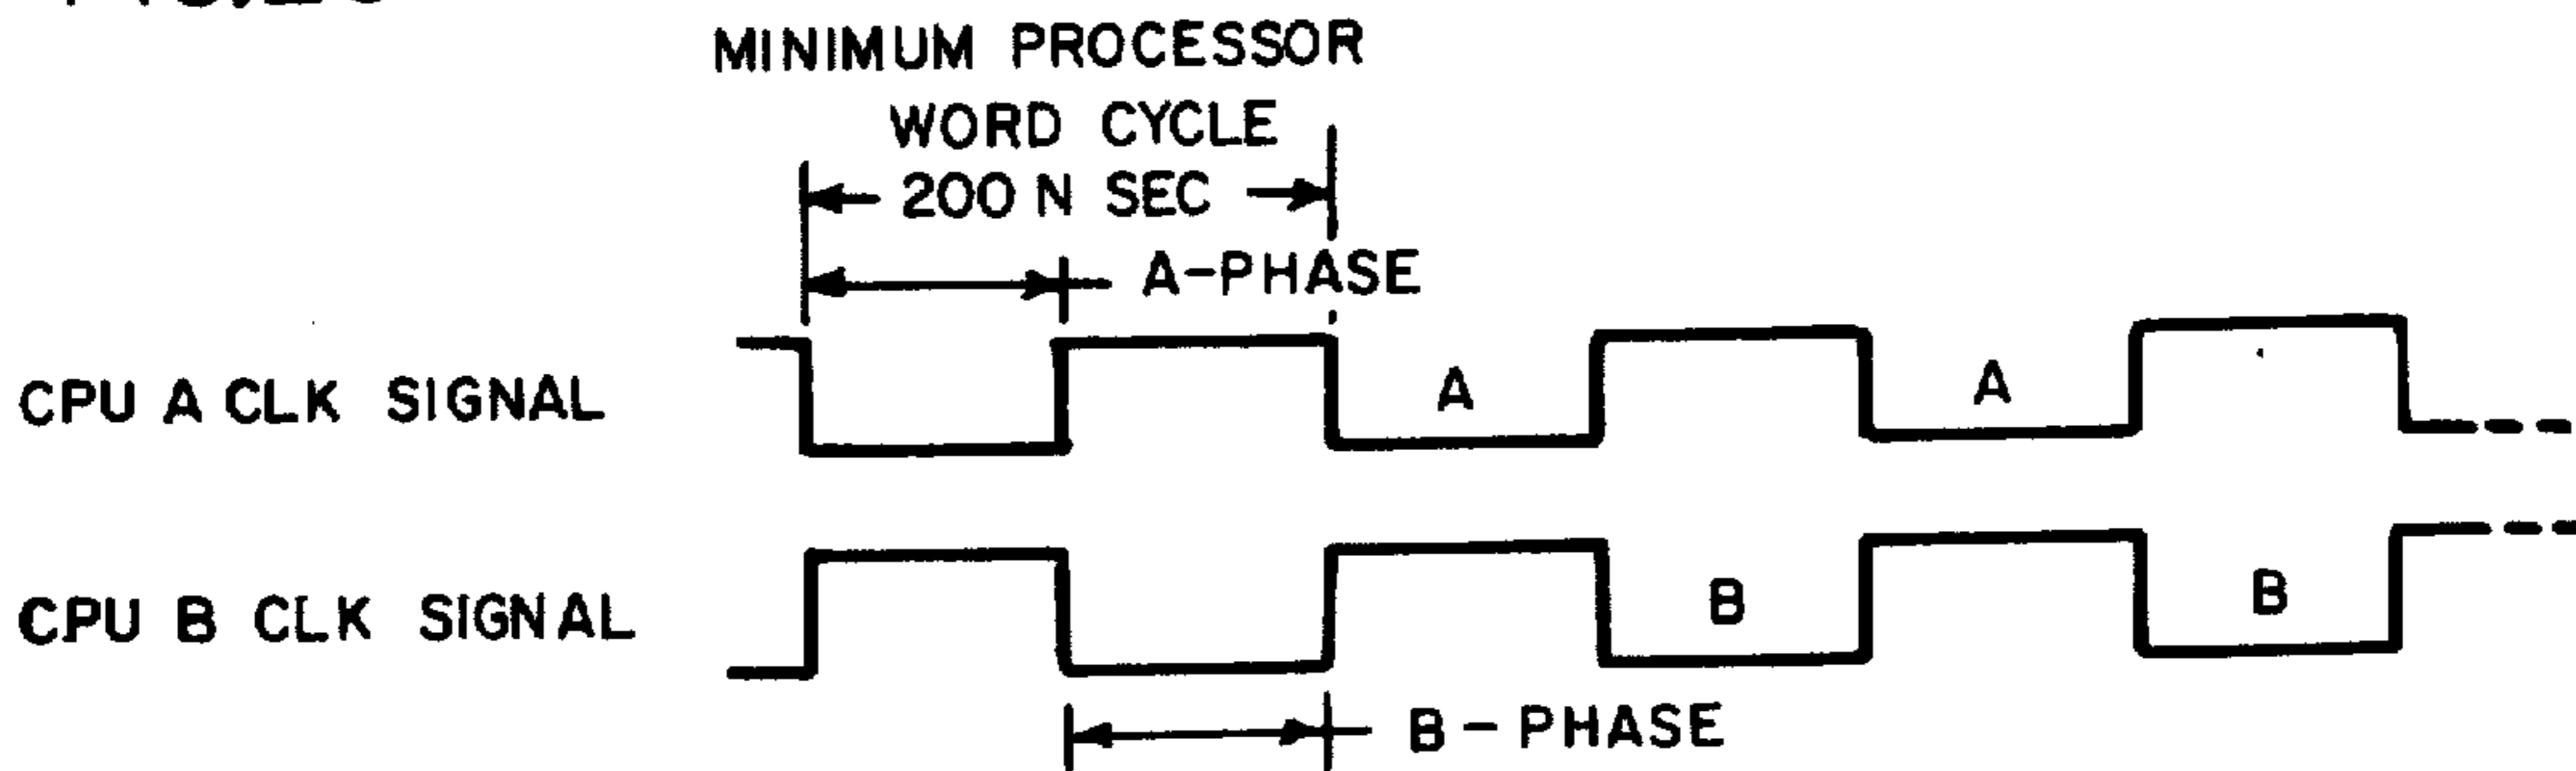 MINIMUM PROCESSOR
WORD CYCLE
200 N SEC
A-PHASE
CPU A CLK SIGNAL
A
A
CPU B CLK SIGNAL
B
B
B-PHASE